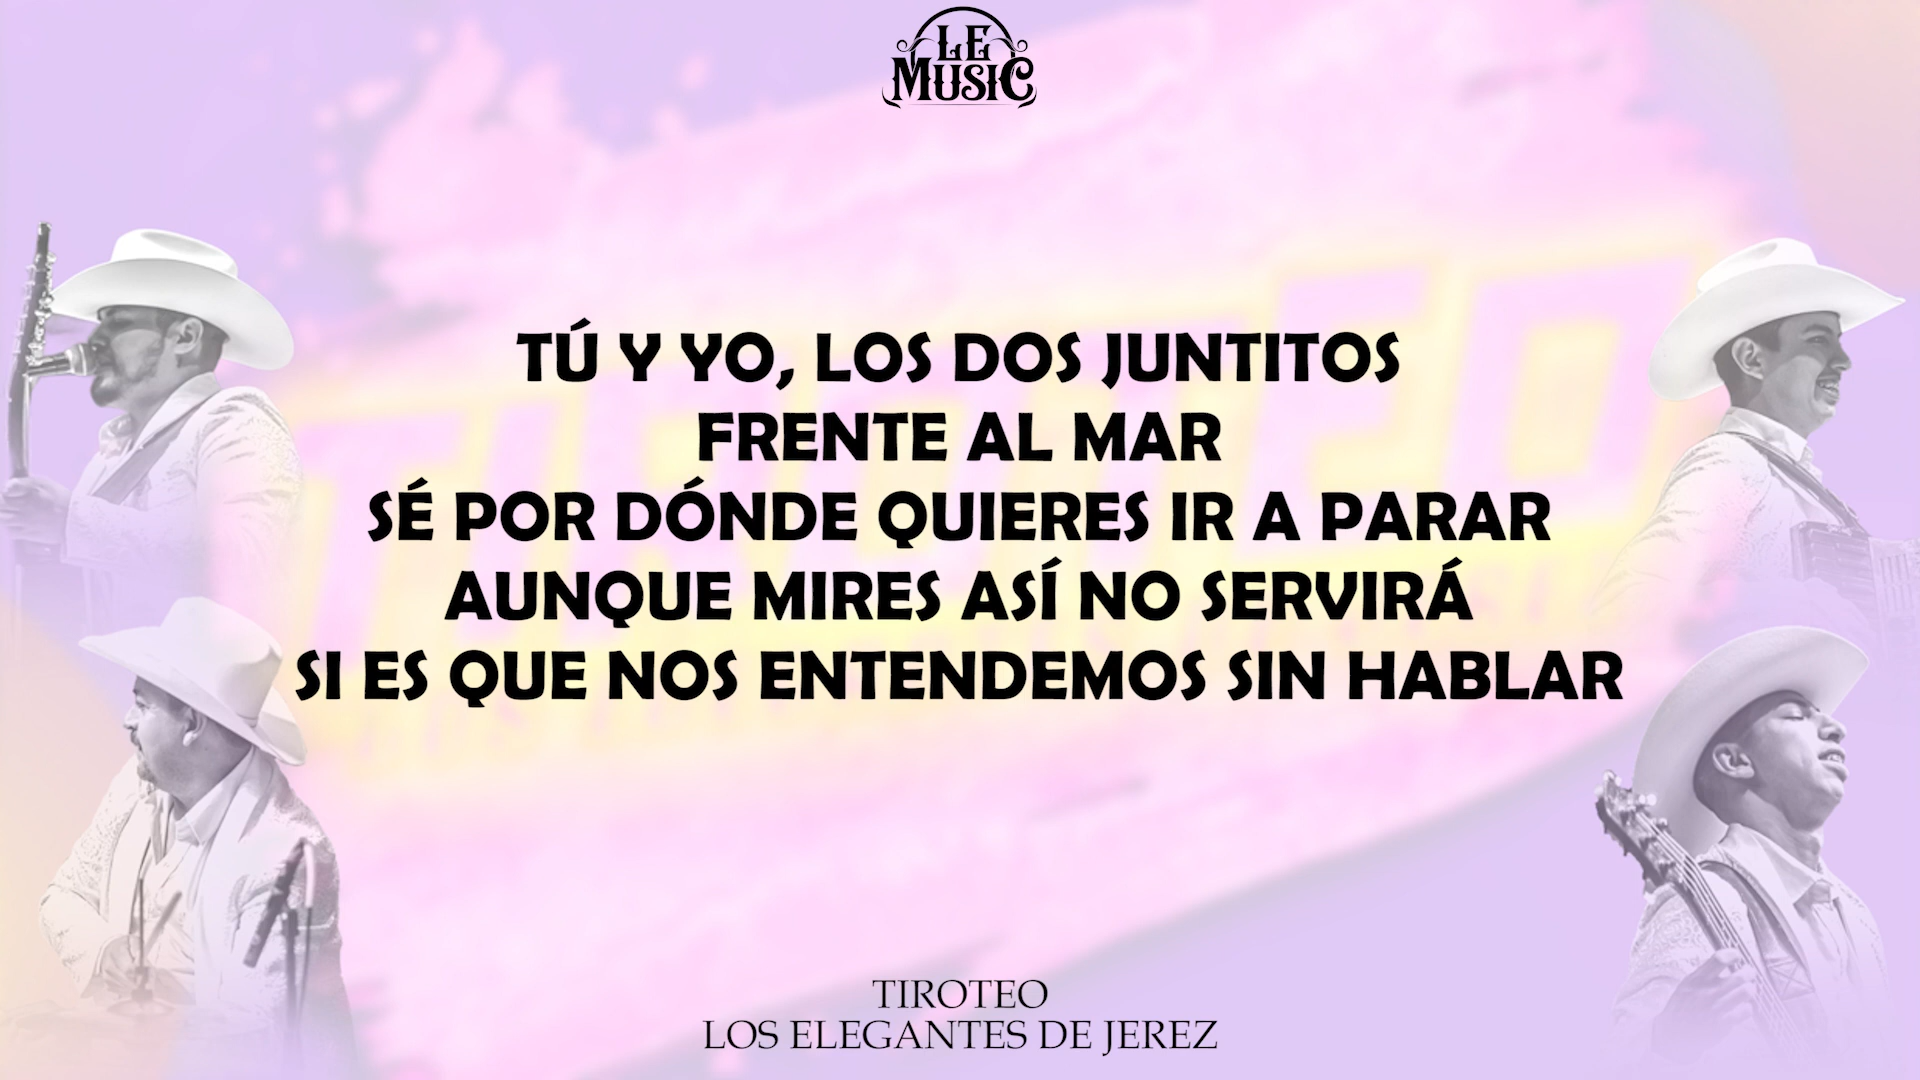 LE
MUSIC
TÚ Y YO, LOS DOS JUNTITOS
FRENTE AL MAR
SÉ POR DÓNDE QUIERES IR A PARAR
AUNQUE MIRES ASÍ NO SERVIRÁ
SI ES QUE NOS ENTENDEMOS SIN HABLAR
TIROTEO
LOS ELEGANTES DE JEREZ